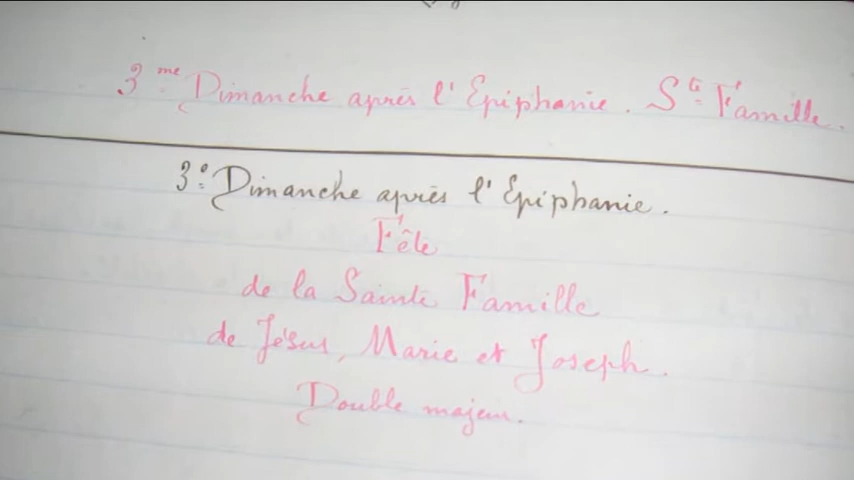 3me Dimanche après l'Epiphanie. Ste Famille.
3e Dimanche après l'Epiphanie.
Fête
de la Sainte Famille
de Jésus, Marie et Joseph.
Double majeur.